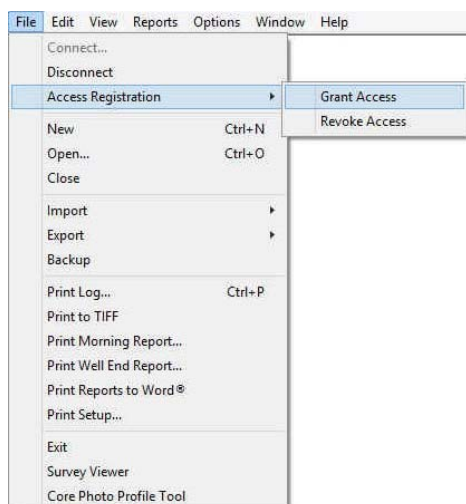 File Edit View Reports Options Window Help
Connect...
Disconnect
Access Registration
Grant Access
Revoke Access
New Ctrl+N
Open... Ctrl+O
Close
Import
Export
Backup
Print Log... Ctrl+P
Print to TIFF
Print Morning Report...
Print Well End Report...
Print Reports to Word®
Print Setup...
Exit
Survey Viewer
Core Photo Profile Tool